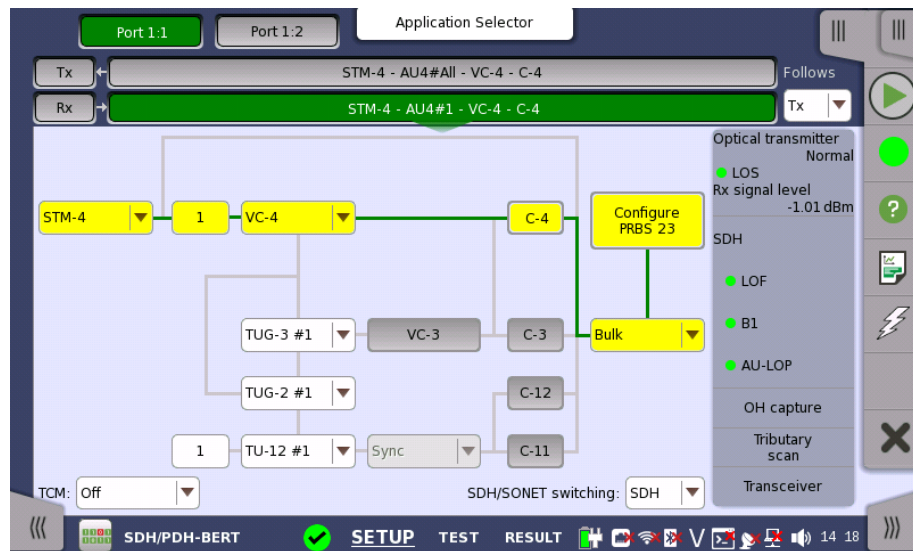 Application Selector
Port 1:1
Port 1:2
Tx
STM-4 - AU4#All - VC-4 - C-4
Follows
Rx
STM-4 - AU4#1 - VC-4 - C-4
Tx
Optical transmitter
Normal
LOS
Rx signal level
-1.01 dBm
STM-4
1
VC-4
C-4
Configure
PRBS 23
SDH
LOF
TUG-3 #1
VC-3
C-3
Bulk
B1
AU-LOP
TUG-2 #1
C-12
OH capture
1
TU-12 #1
Sync
C-11
Tributary
scan
TCM:
Off
SDH/SONET switching:
SDH
Transceiver
SDH/PDH-BERT
SETUP
TEST
RESULT
V
14 18